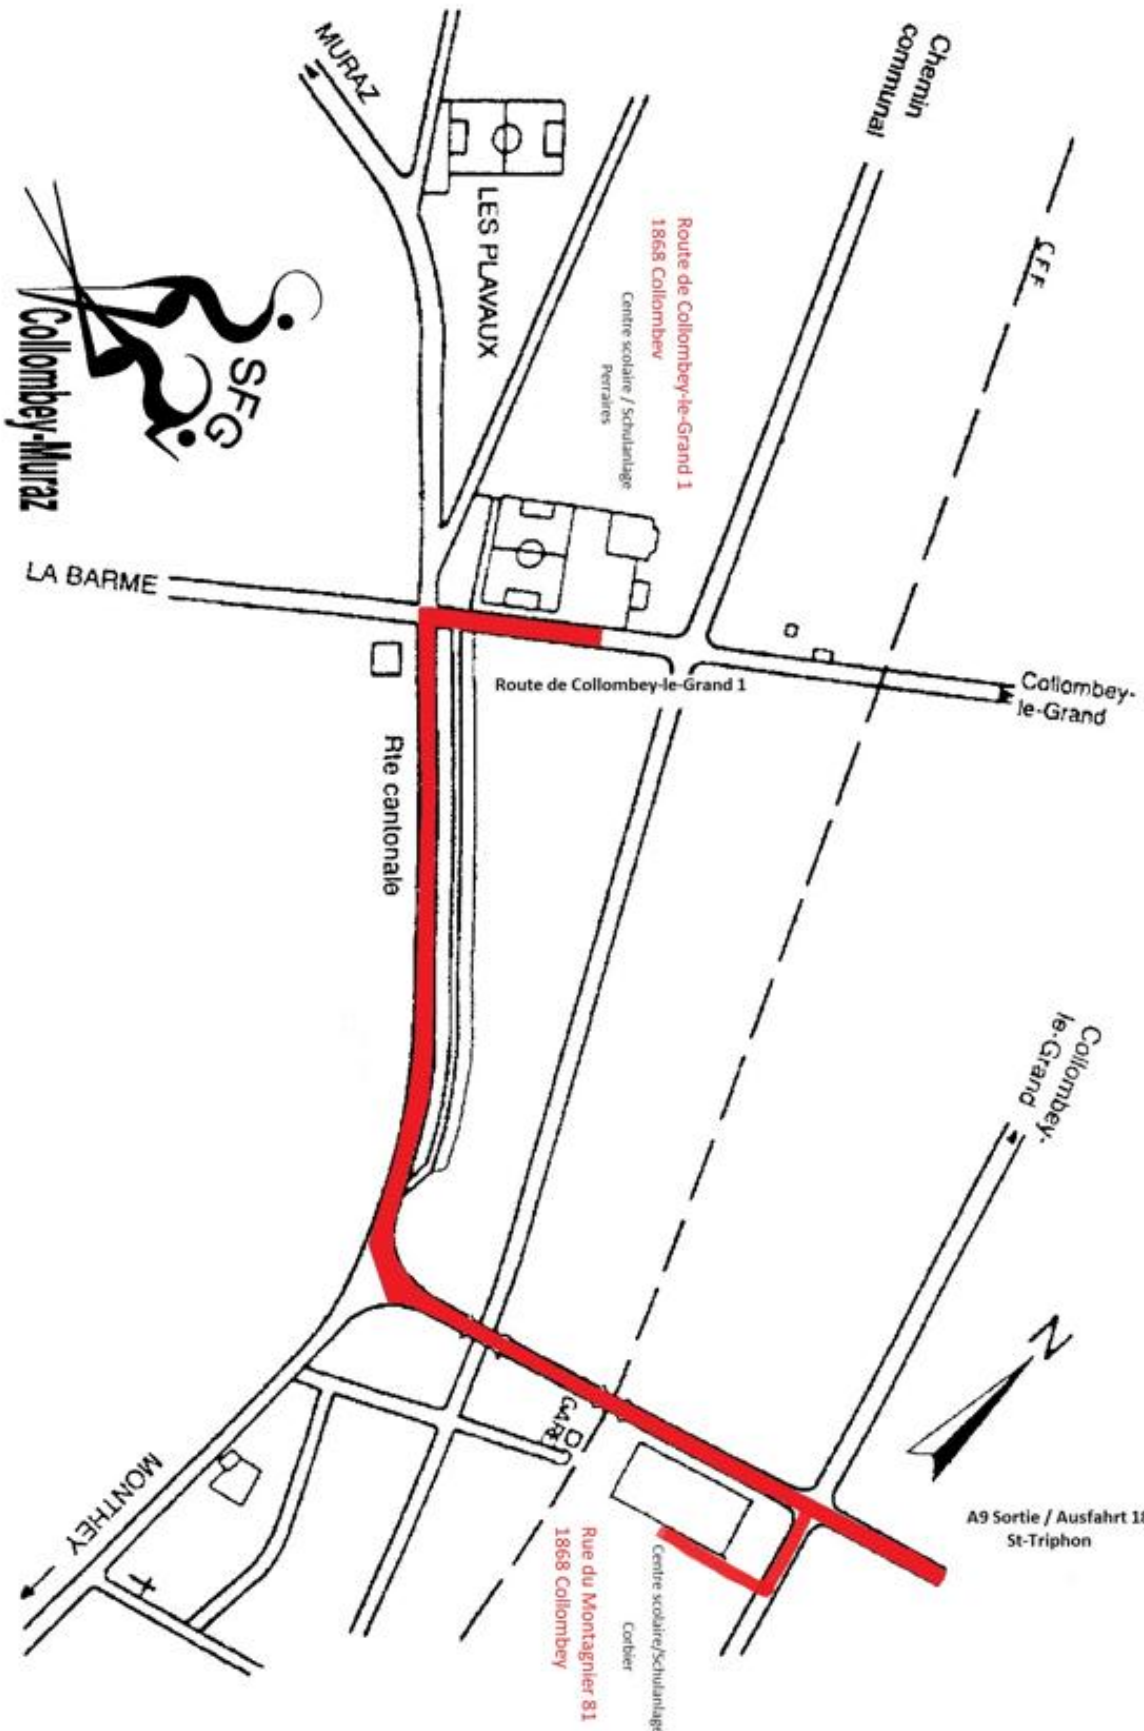 MURAZ
Chemin
communal
C.F.F.
LES PLAVAUX
Route de Collombey-le-Grand 1
1868 Collombey
Centre scolaire / Schulanlage
Perraires
SFG
Collombey-Muraz
LA BARME
Route de Collombey-le-Grand 1
Collombey-
le-Grand
Rte cantonale
Collombey-
le-Grand
N
GARE
MONTHEY
A9 Sortie / Ausfahrt 18
St-Triphon
Centre scolaire/Schulanlage
Corbier
Rue du Montagnier 81
1868 Collombey